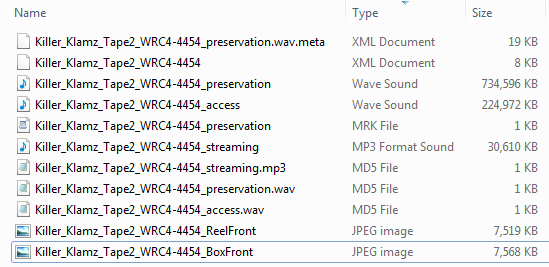 Name Type Size
Killer_Klamz_Tape2_WRC4-4454_preservation.wav.meta XML Document 19 KB
Killer_Klamz_Tape2_WRC4-4454 XML Document 8 KB
Killer_Klamz_Tape2_WRC4-4454_preservation Wave Sound 734,596 KB
Killer_Klamz_Tape2_WRC4-4454_access Wave Sound 224,972 KB
Killer_Klamz_Tape2_WRC4-4454_preservation MRK File 1 KB
Killer_Klamz_Tape2_WRC4-4454_streaming MP3 Format Sound 30,610 KB
Killer_Klamz_Tape2_WRC4-4454_streaming.mp3 MD5 File 1 KB
Killer_Klamz_Tape2_WRC4-4454_preservation.wav MD5 File 1 KB
Killer_Klamz_Tape2_WRC4-4454_access.wav MD5 File 1 KB
Killer_Klamz_Tape2_WRC4-4454_ReelFront JPEG image 7,519 KB
Killer_Klamz_Tape2_WRC4-4454_BoxFront JPEG image 7,568 KB